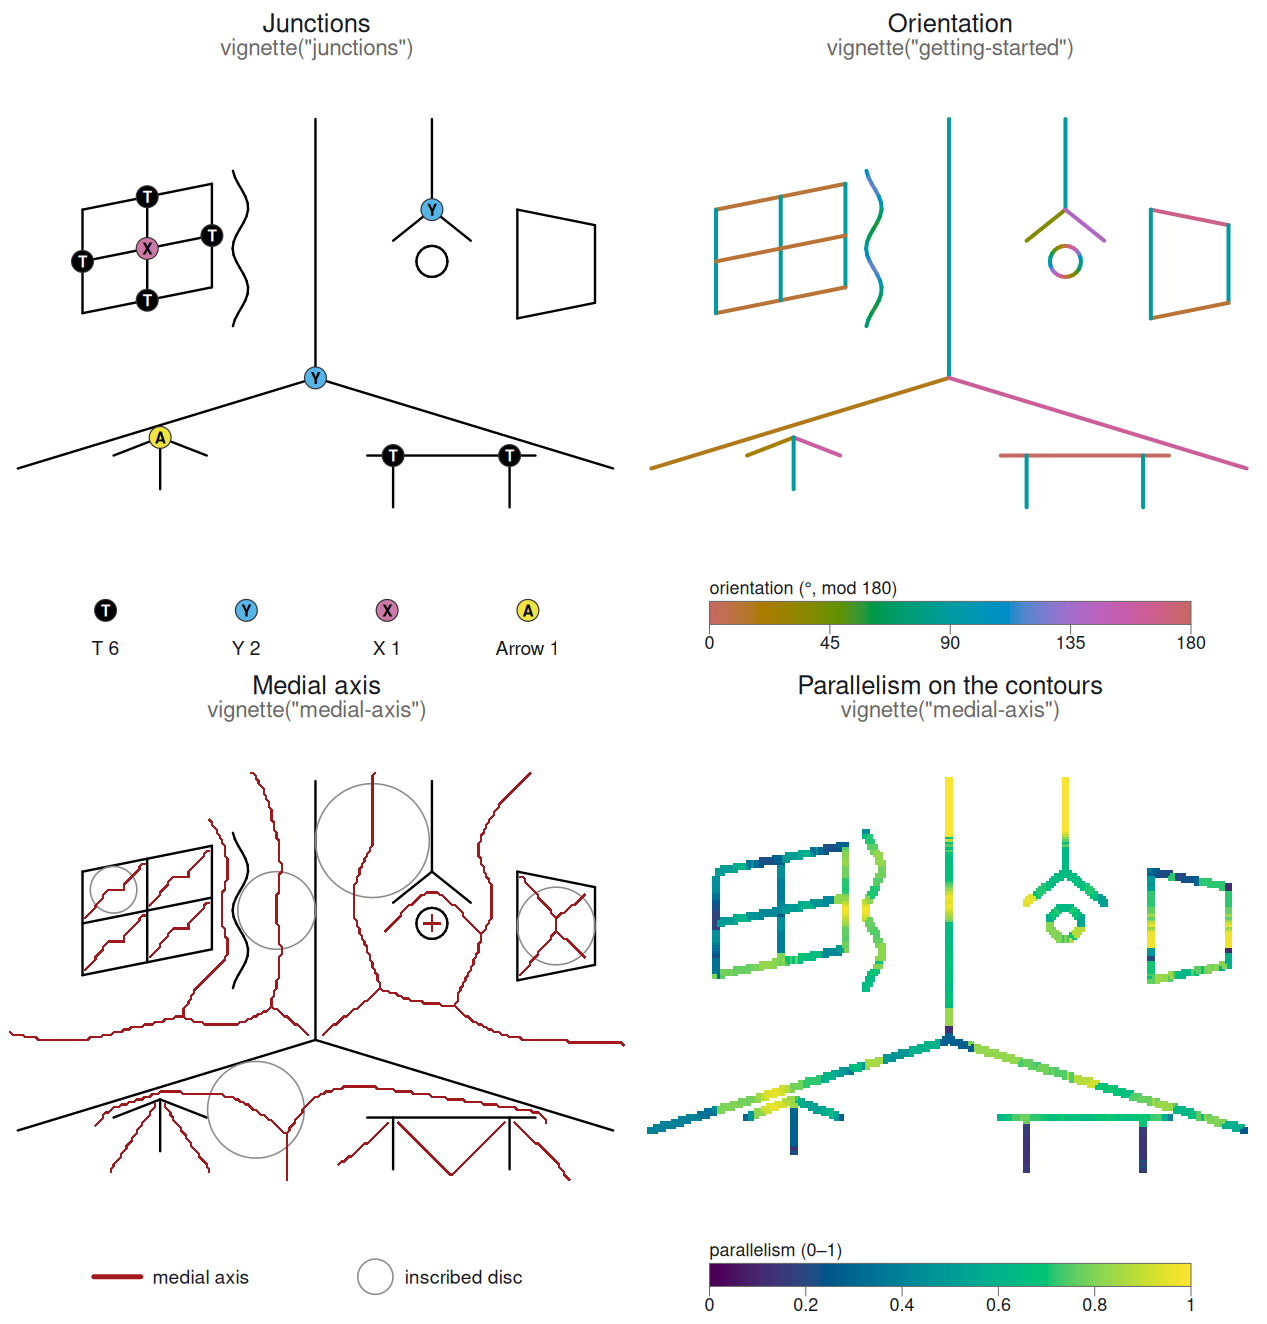 Junctions
vignette("junctions")
Orientation
vignette("getting-started")
T
Y
T
X
T
T
Y
A
T
T
T
Y
X
A
T 6
Y 2
X 1
Arrow 1
orientation (°, mod 180)
0
45
90
135
180
Medial axis
vignette("medial-axis")
Parallelism on the contours
vignette("medial-axis")
medial axis
inscribed disc
parallelism (0–1)
0
0.2
0.4
0.6
0.8
1